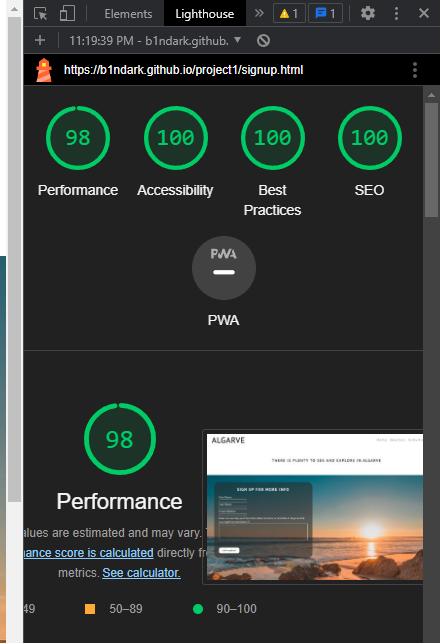 Elements Lighthouse » 1 1
11:19:39 PM - b1ndark.github.
https://b1ndark.github.io/project1/signup.html
98 100 100 100
Performance Accessibility Best Practices SEO
PWA
PWA
98
ALGARVE
THERE IS PLENTY TO SEE AND EXPLORE IN ALGARVE
SIGN UP FOR MORE INFO
Performance
alues are estimated and may vary. T
nance score is calculated directly fr
metrics. See calculator.
49 50–89 90–100